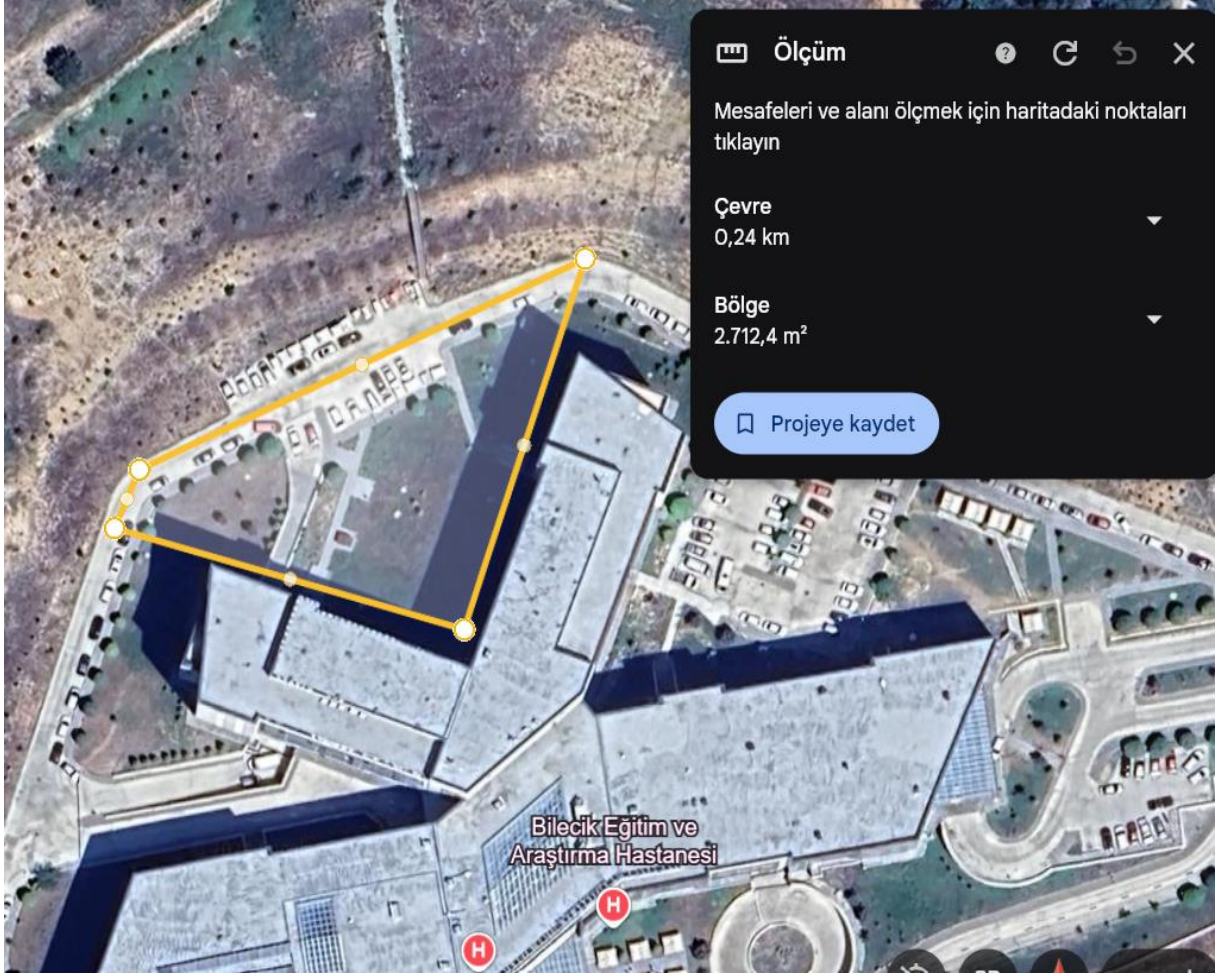 Ölçüm
Mesafeleri ve alanı ölçmek için haritadaki noktaları
tıklayın
Çevre
0,24 km
Bölge
2.712,4 m²
Projeye kaydet
Bilecik Eğitim ve
Araştırma Hastanesi
H
H